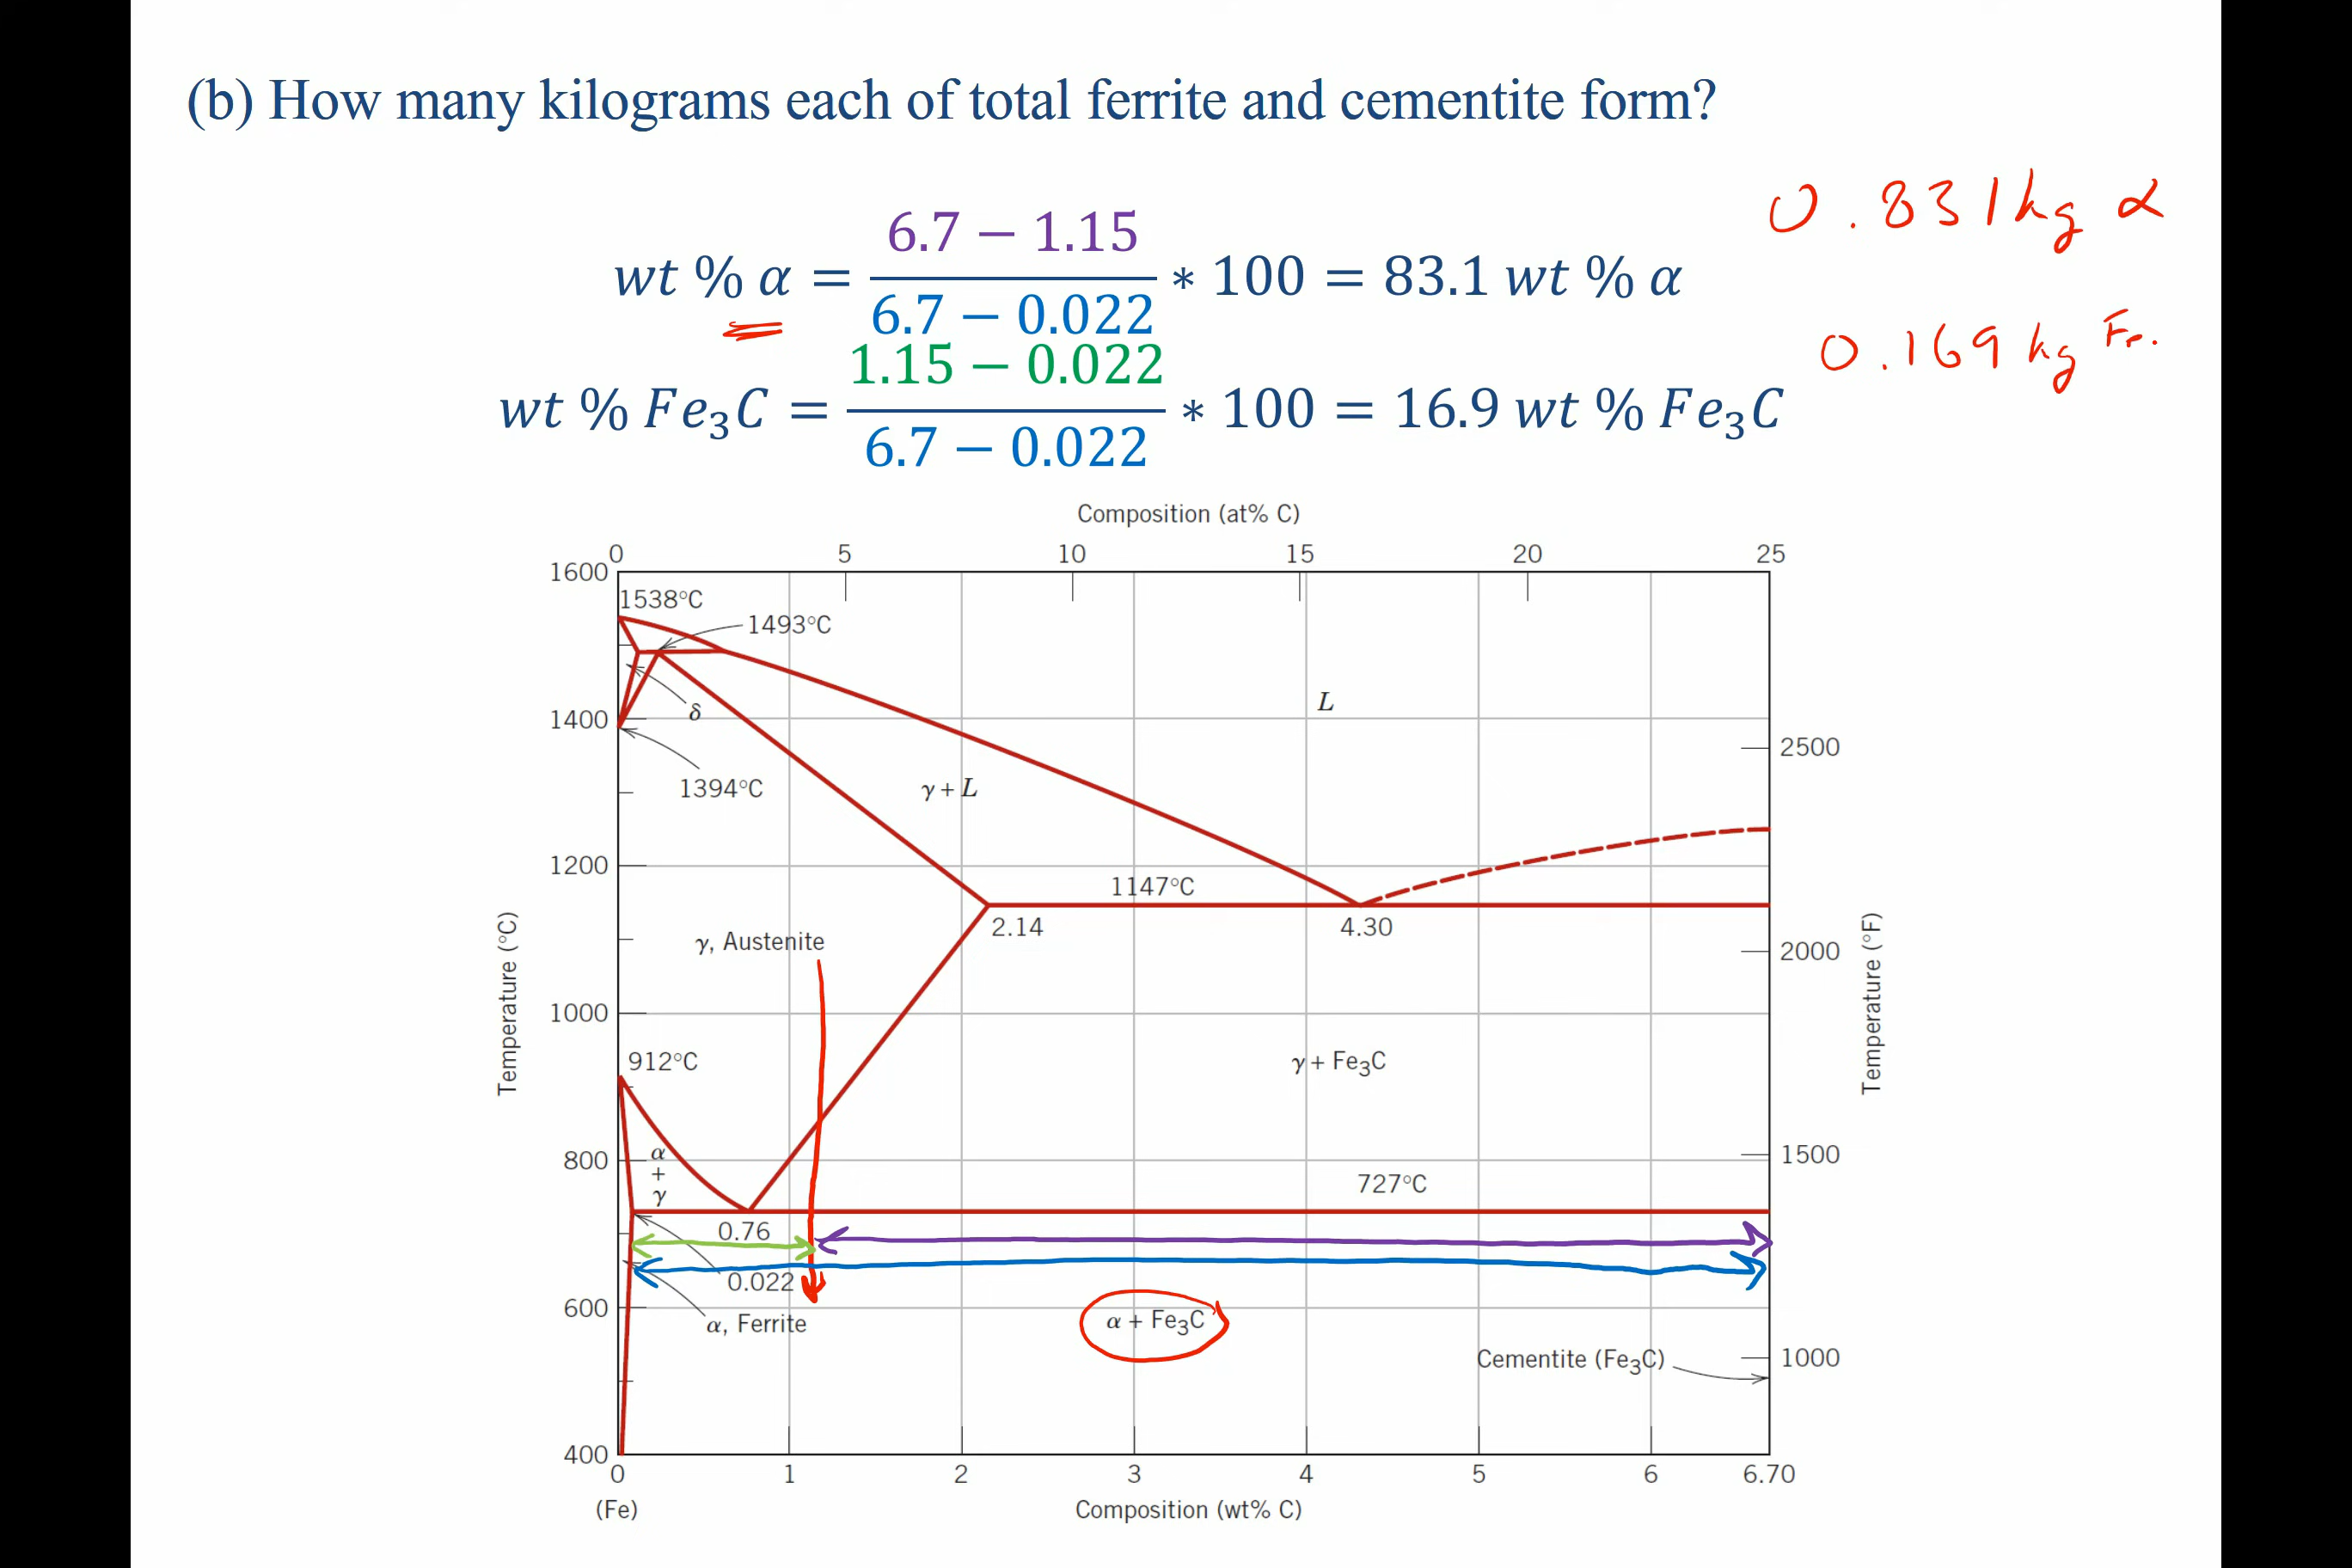 (b) How many kilograms each of total ferrite and cementite form?
0.831 kg α
wt % α = (6.7 − 1.15)/(6.7 − 0.022) * 100 = 83.1 wt % α
0.169 kg Fe.
wt % Fe₃C = (1.15 − 0.022)/(6.7 − 0.022) * 100 = 16.9 wt % Fe₃C
Composition (at% C)
0 5 10 15 20 25
1600
1538°C
1493°C
δ
L
1400
2500
1394°C
γ + L
1200
1147°C
2.14
4.30
γ, Austenite
2000
1000
Temperature (°C)
Temperature (°F)
912°C
γ + Fe₃C
α
+
γ
800
1500
727°C
0.76
0.022
600
α, Ferrite
α + Fe₃C
Cementite (Fe₃C)
1000
400
0 1 2 3 4 5 6 6.70
(Fe)
Composition (wt% C)